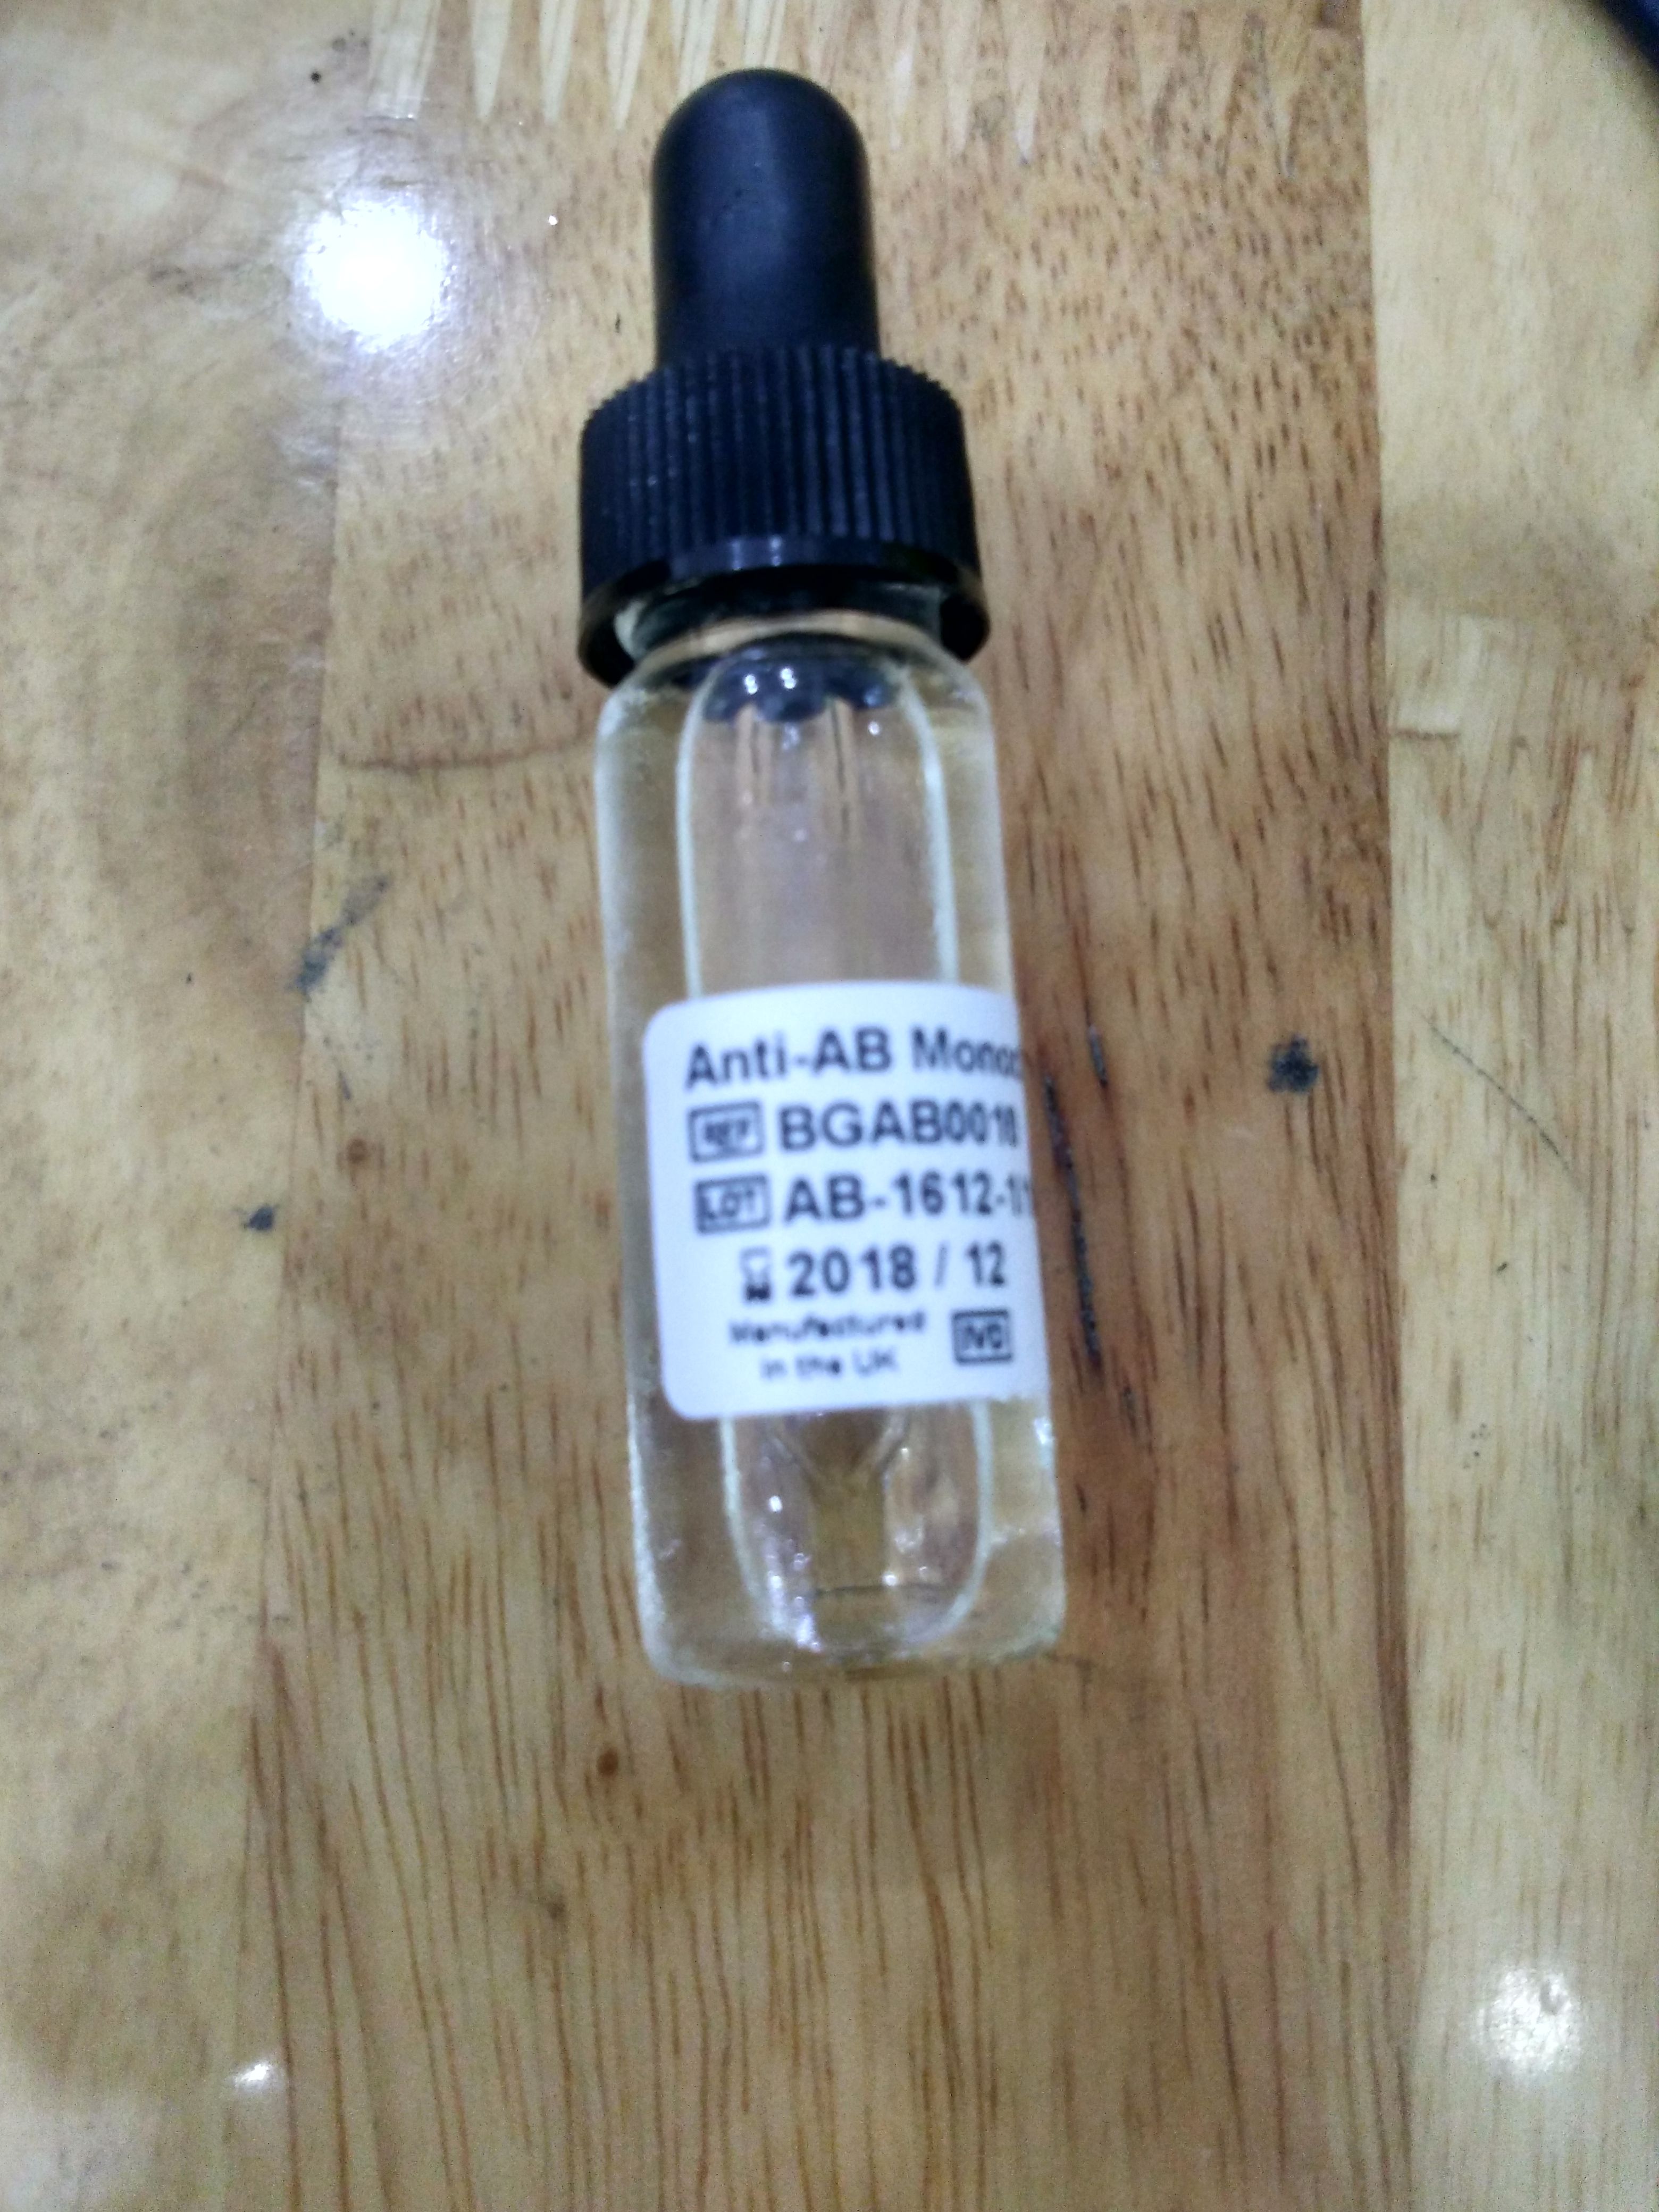 Anti-AB Monoc
REF BGAB0010
LOT AB-1612-1
2018 / 12
Manufactured
in the UK
IVD